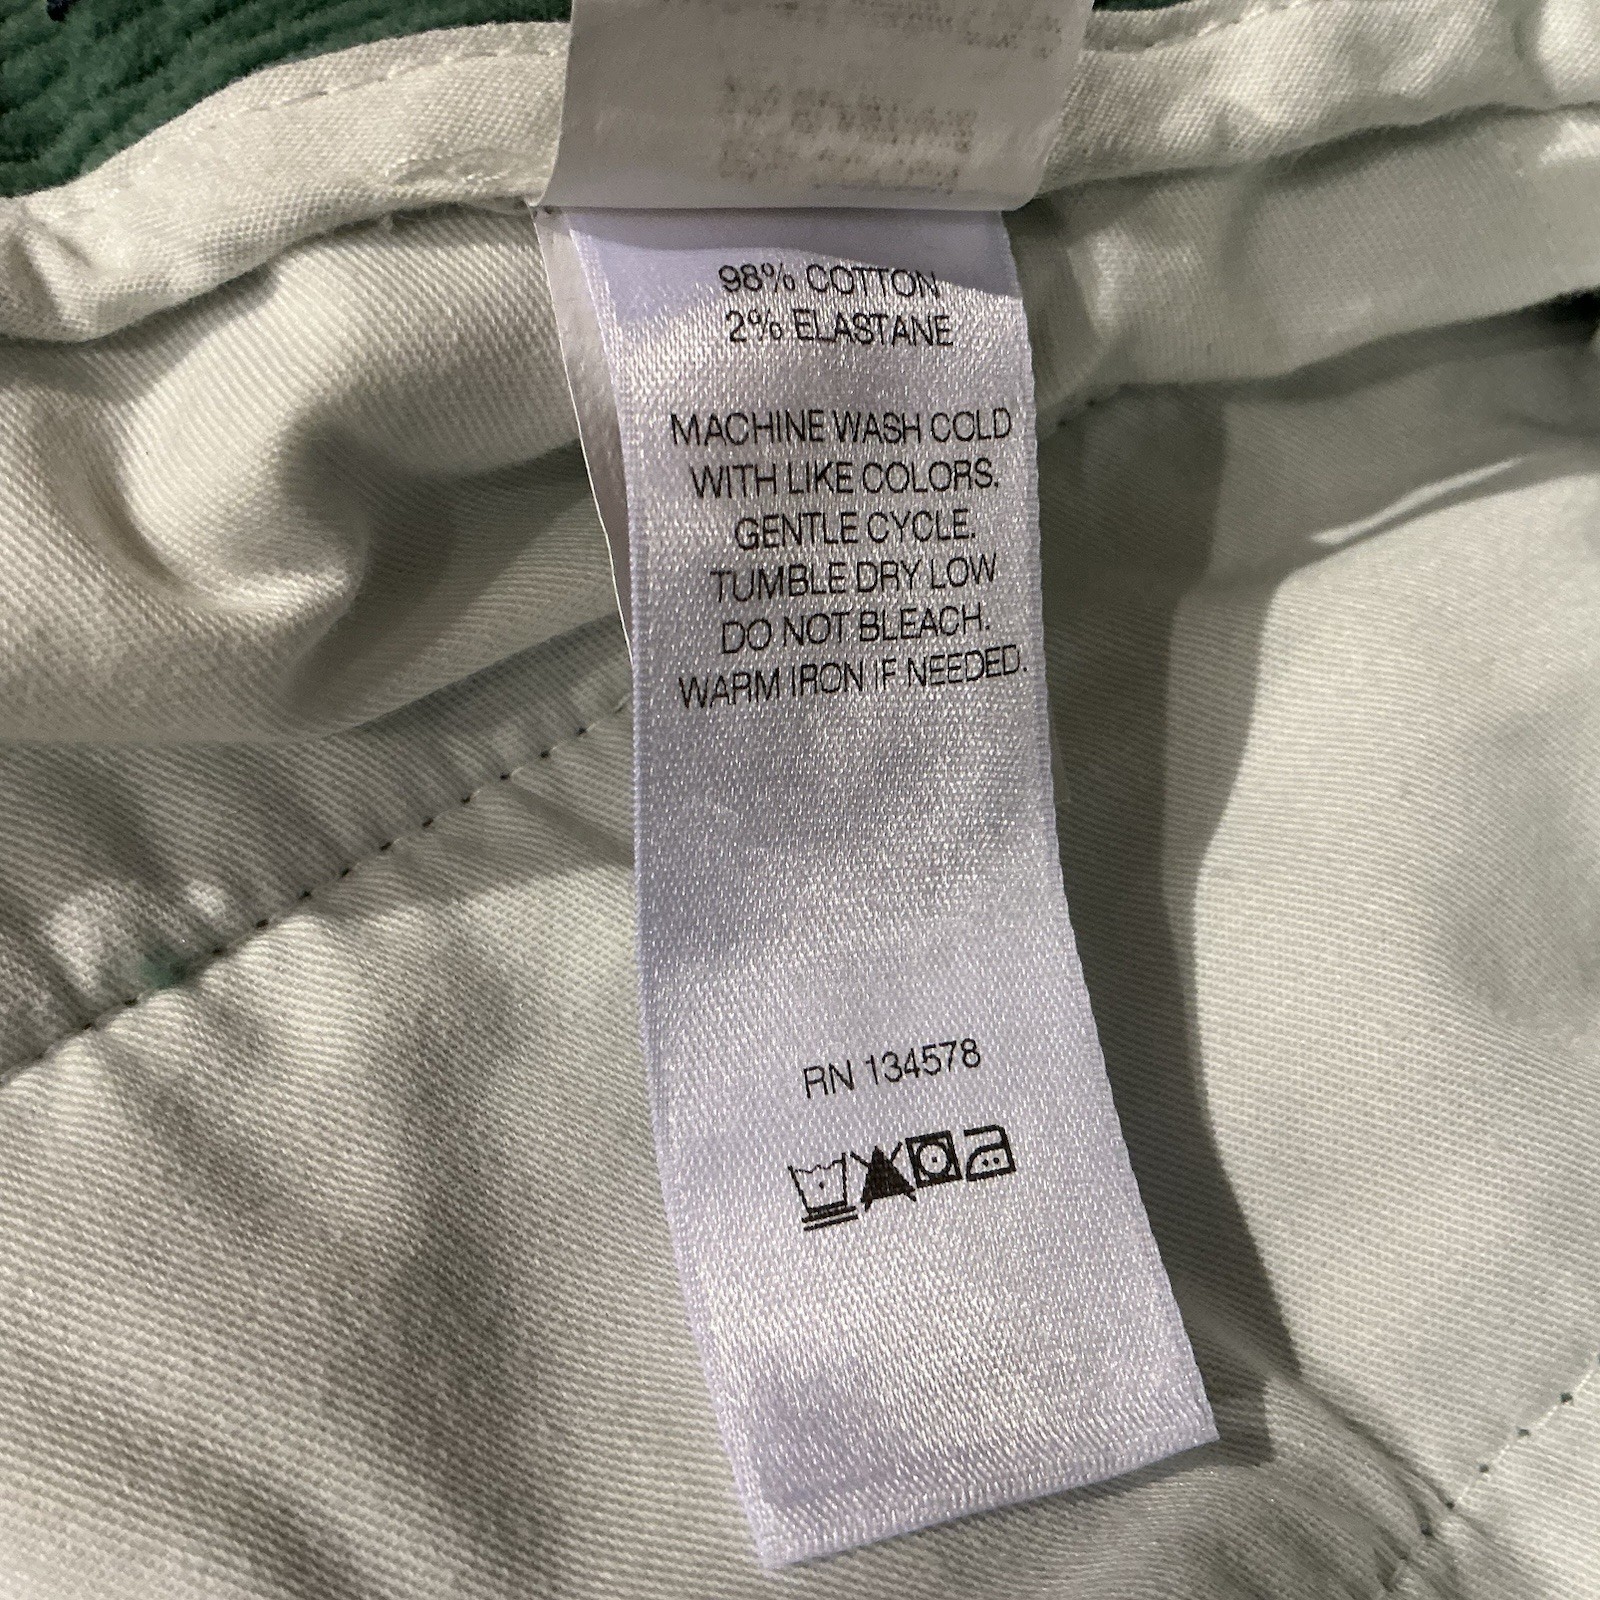 98% COTTON
2% ELASTANE
MACHINE WASH COLD
WITH LIKE COLORS.
GENTLE CYCLE.
TUMBLE DRY LOW
DO NOT BLEACH.
WARM IRON IF NEEDED.
RN 134578